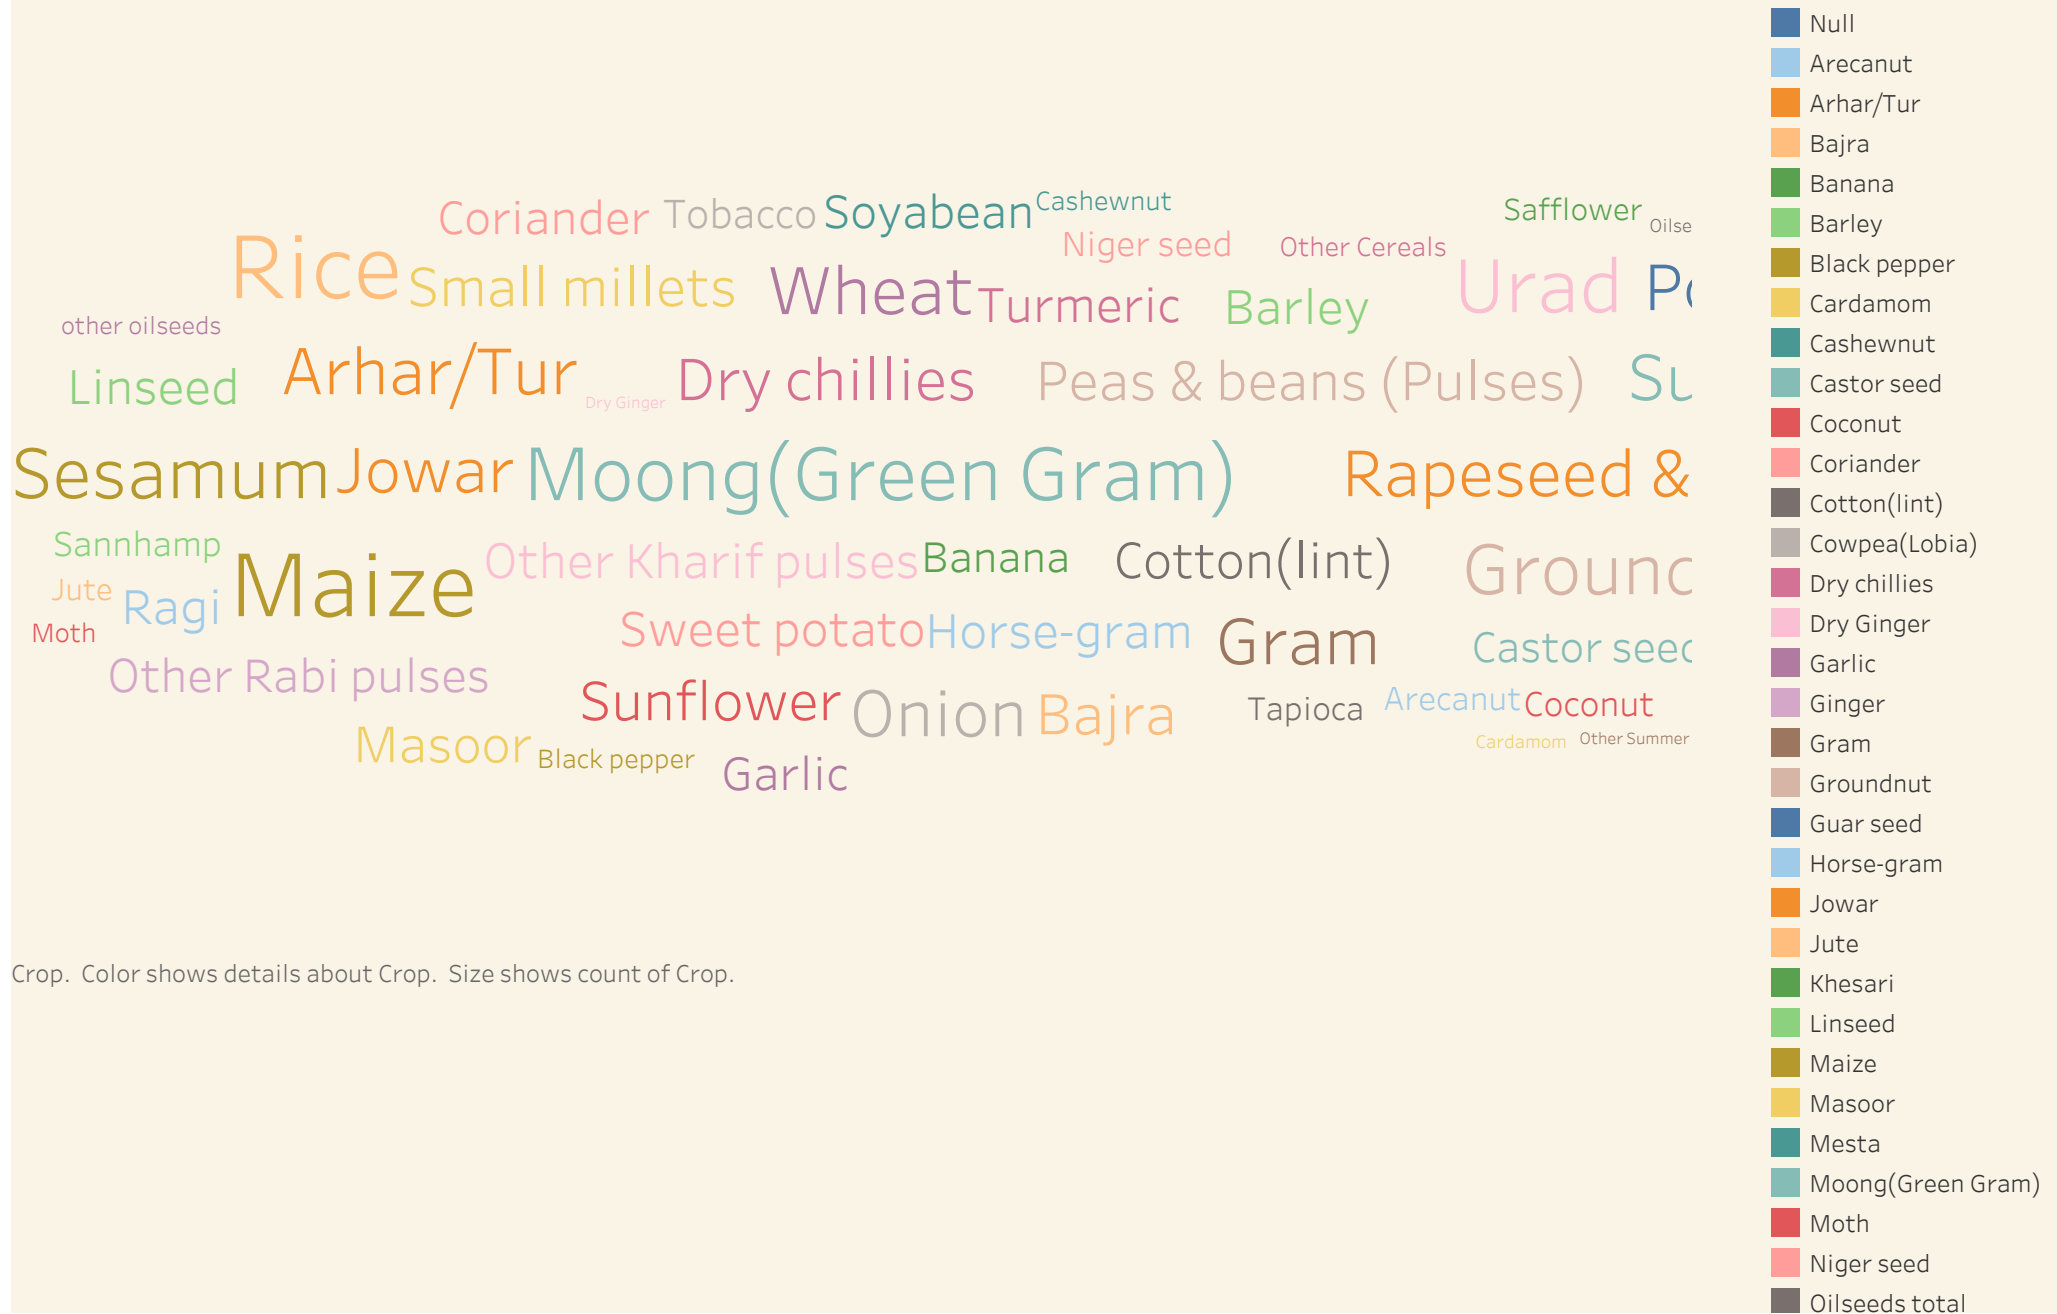 Coriander Tobacco Soyabean Cashewnut Safflower Oilse
Rice Small millets Wheat Niger seed Turmeric Other Cereals Barley Urad
other oilseeds
Linseed Arhar/Tur Dry Ginger Dry chillies Peas & beans (Pulses) Su
Sesamum Jowar Moong(Green Gram) Rapeseed &
Sannhamp Maize Other Kharif pulses Banana Cotton(lint) Groun
Jute Ragi
Moth Sweet potato Horse-gram Gram Castor see
Other Rabi pulses Sunflower Onion Bajra Tapioca Arecanut Coconut
Masoor Black pepper Garlic Cardamom Other Summer
Crop. Color shows details about Crop. Size shows count of Crop.
Null
Arecanut
Arhar/Tur
Bajra
Banana
Barley
Black pepper
Cardamom
Cashewnut
Castor seed
Coconut
Coriander
Cotton(lint)
Cowpea(Lobia)
Dry chillies
Dry Ginger
Garlic
Ginger
Gram
Groundnut
Guar seed
Horse-gram
Jowar
Jute
Khesari
Linseed
Maize
Masoor
Mesta
Moong(Green Gram)
Moth
Niger seed
Oilseeds total